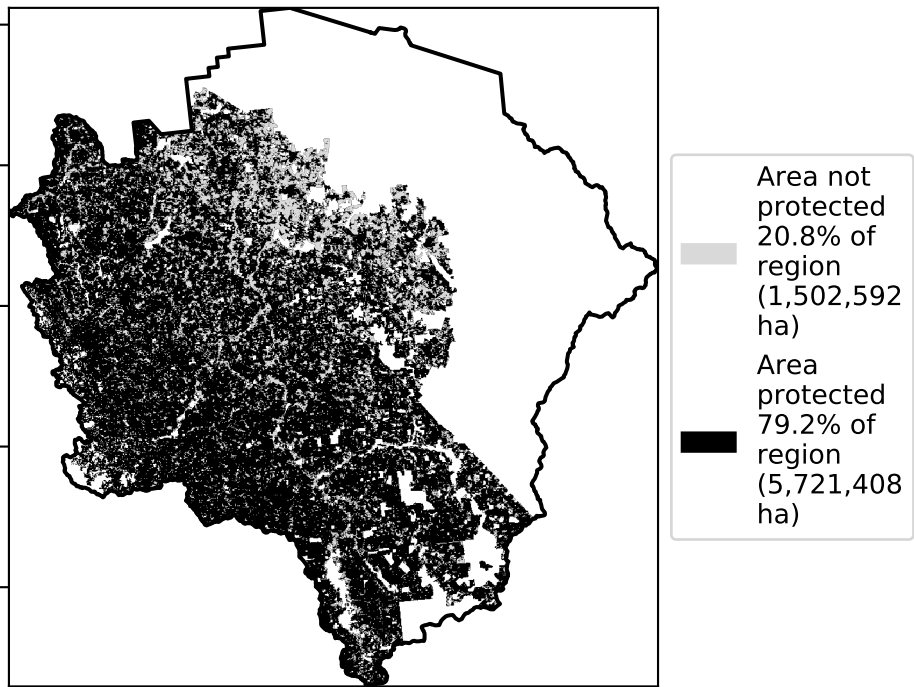 Area not
protected
20.8% of
region
(1,502,592
ha)
Area
protected
79.2% of
region
(5,721,408
ha)